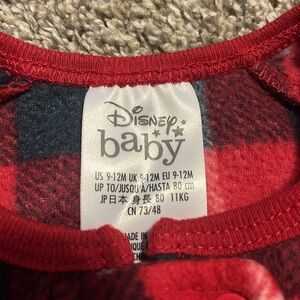 Disney
baby
US 9-12M UK 9-12M EU 9-12M
UP TO/JUSQU'A/HASTA 80 cm
JP日本 身長 80 11KG
CN 73/48
MADE IN